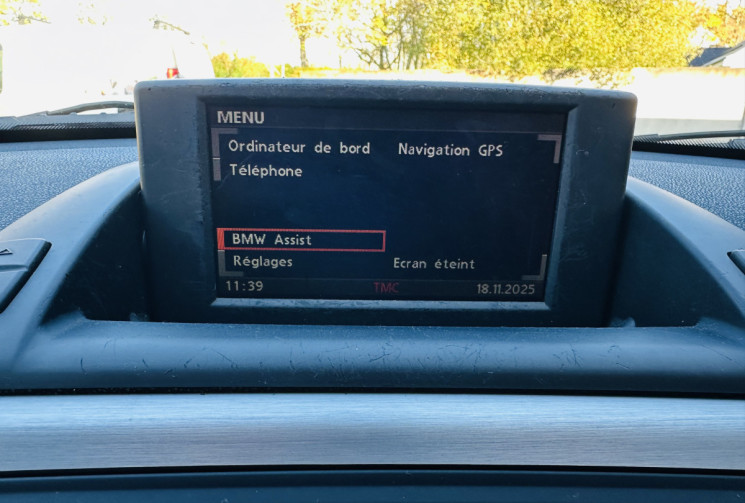 MENU
Ordinateur de bord Navigation GPS
Téléphone
BMW Assist
Réglages Ecran éteint
11:39 TMC 18.11.2025